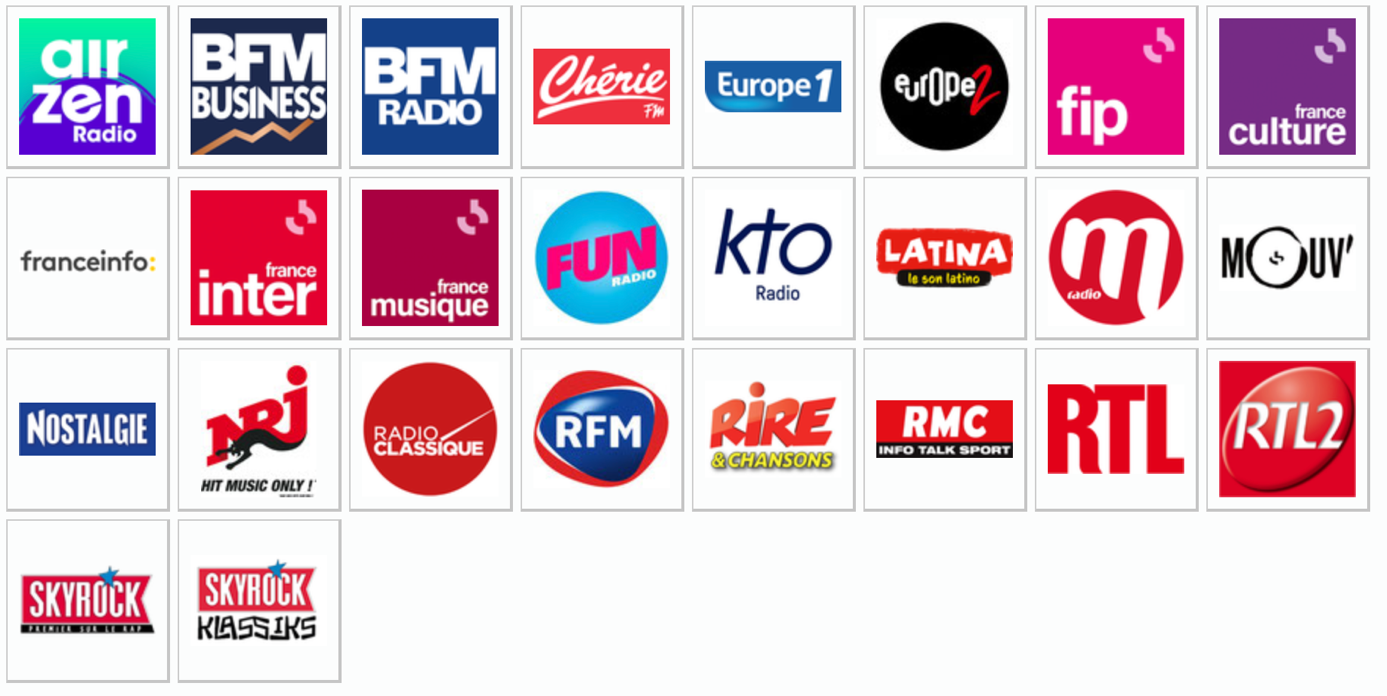 air
zen
Radio
BFM
BUSINESS
BFM
RADIO
Chérie
FM
Europe 1
euRoPe2
fip
france
culture
franceinfo:
france
inter
france
musique
FUN
RADIO
kto
Radio
LATINA
le son latino
m
radio
MOUV'
NOSTALGIE
NRJ
HIT MUSIC ONLY !
RADIO
CLASSIQUE
RFM
RIRE
& CHANSONS
RMC
INFO TALK SPORT
RTL
RTL2
SKYROCK
PREMIER SUR LE RAP
SKYROCK
KLASSIKS